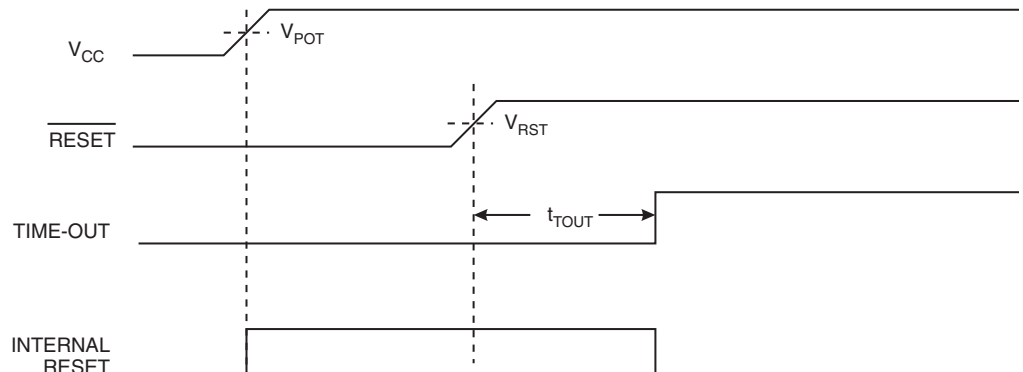 V_CC
V_POT
RESET
V_RST
TIME-OUT
t_TOUT
INTERNAL
RESET